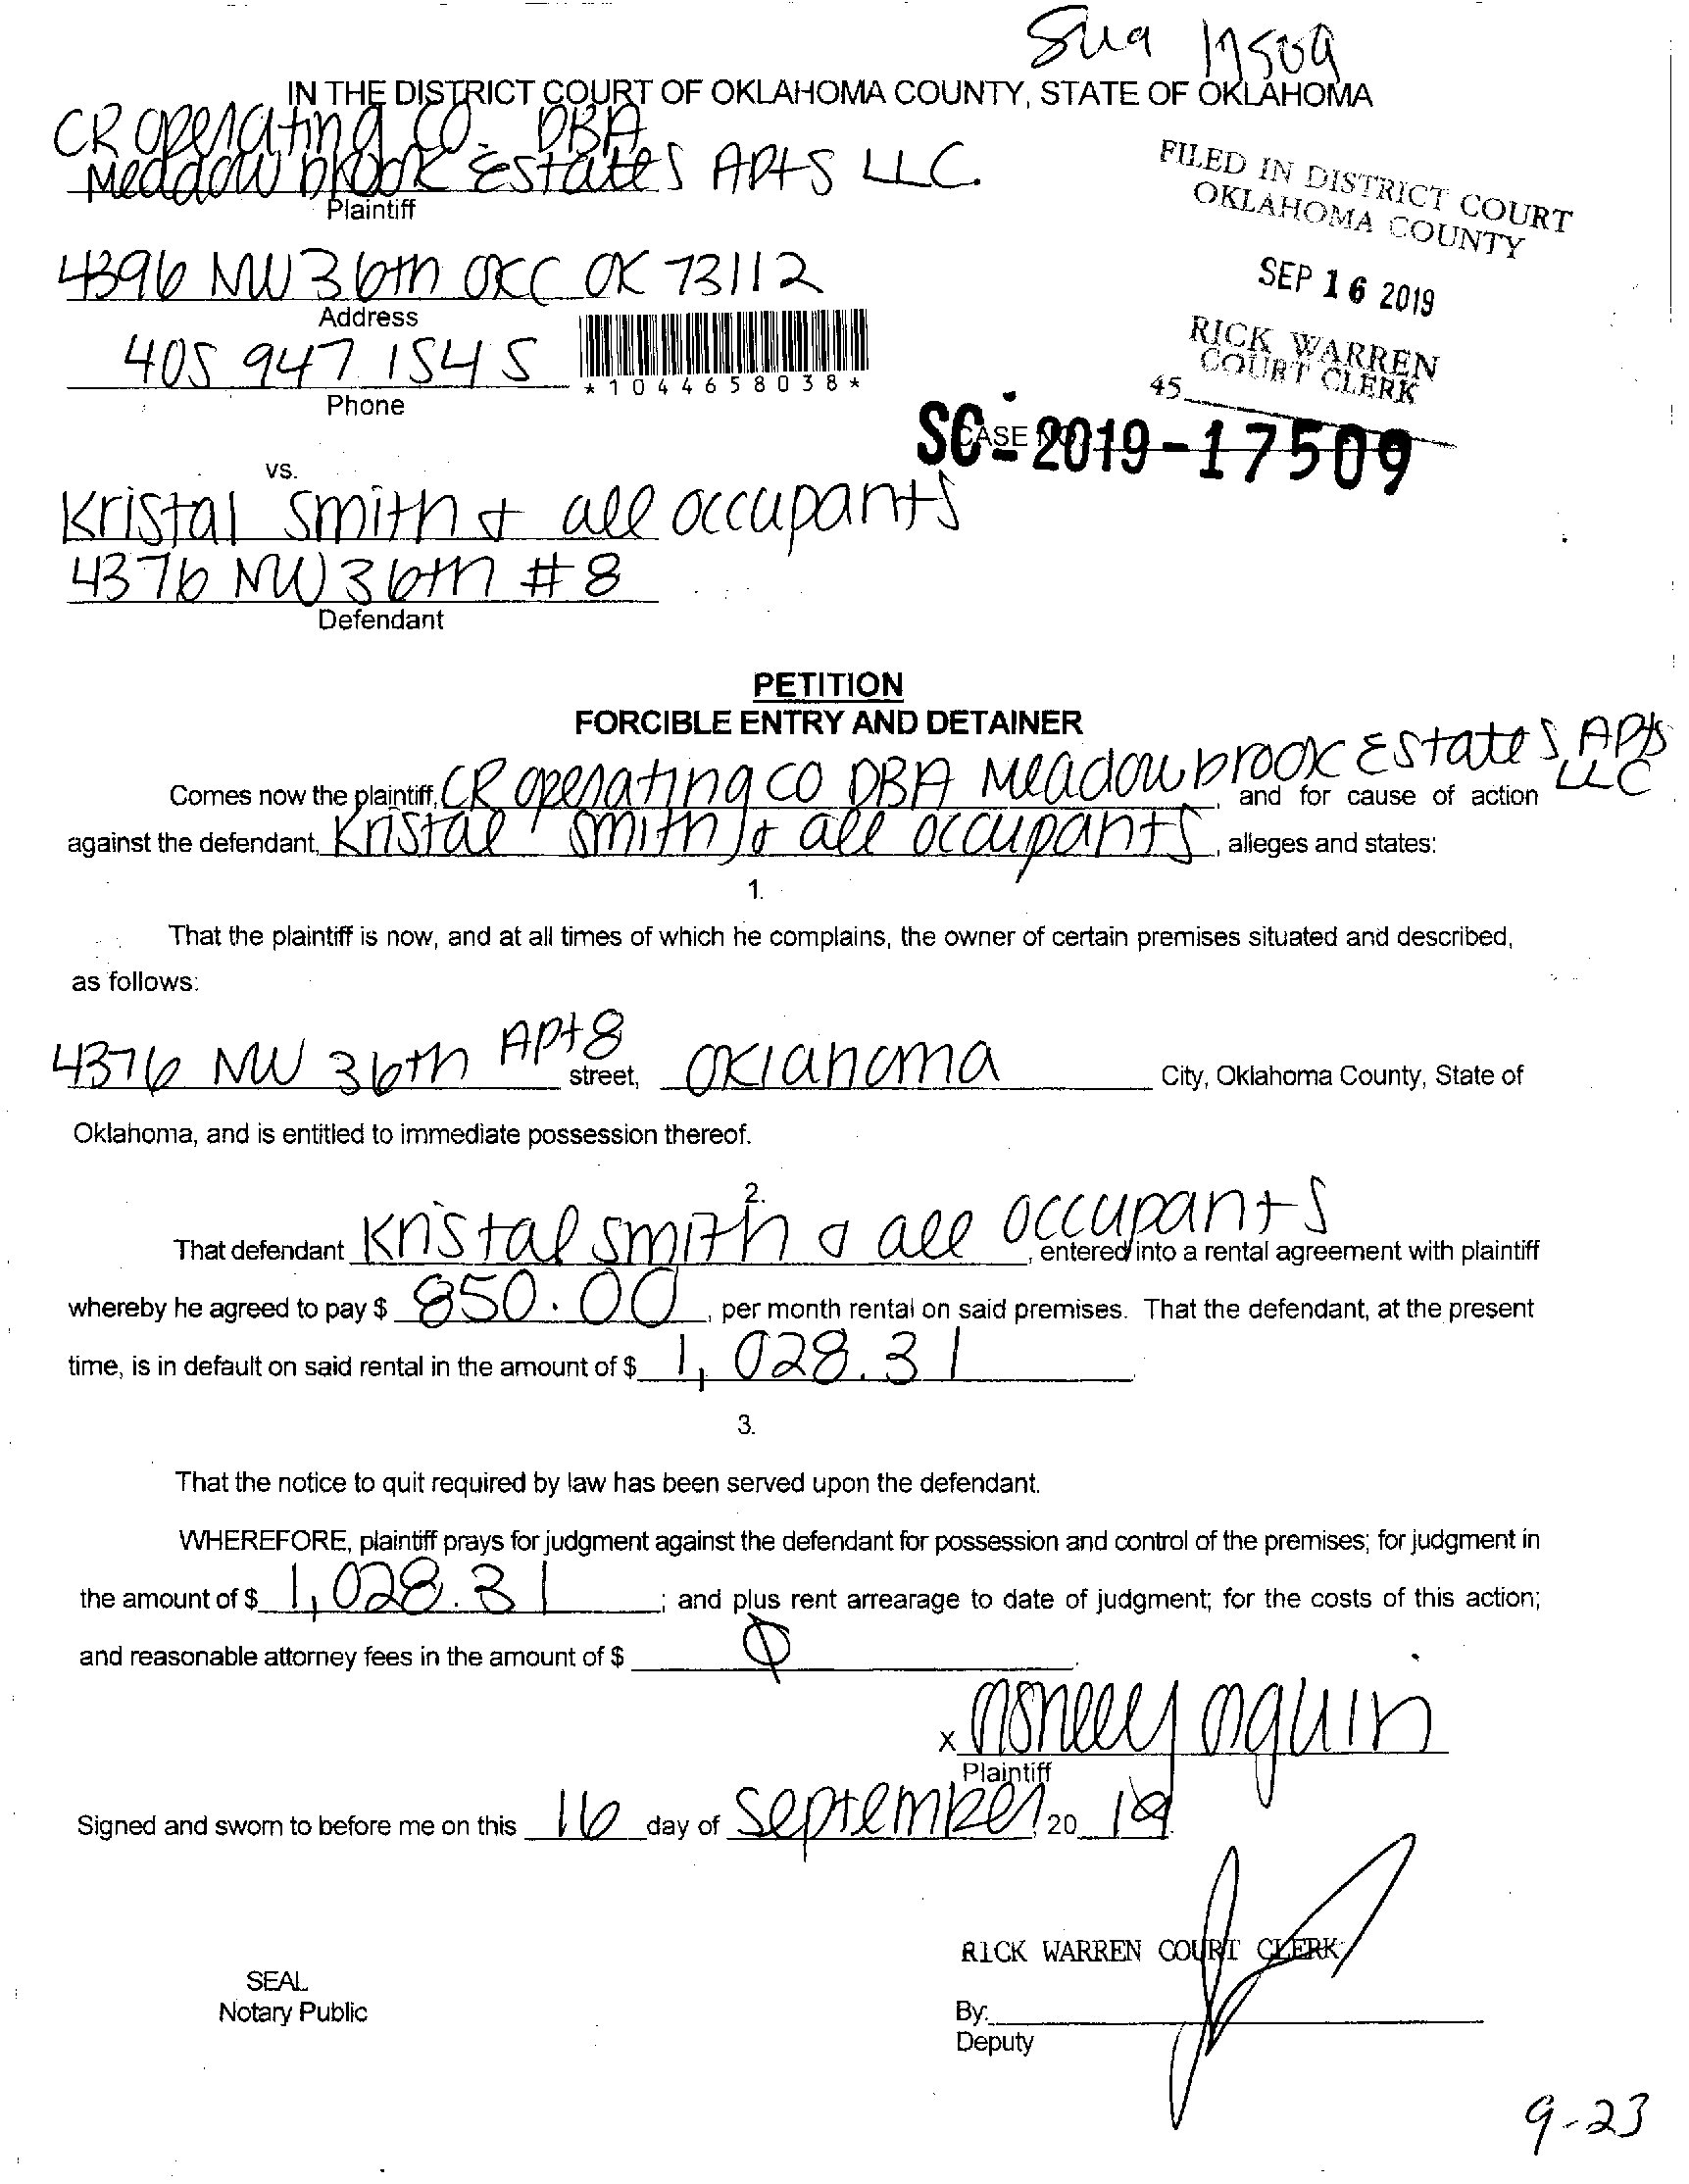 17509
IN THE DISTRICT COURT OF OKLAHOMA COUNTY, STATE OF OKLAHOMA
CR Operating Co. DBA
Meadowbrook Estates Apts LLC.
Plaintiff
FILED IN DISTRICT COURT
OKLAHOMA COUNTY
4396 NW 36th OKC OK 73112
Address
SEP 16 2019
405 947 1545
Phone
*1044658038*
RICK WARREN
COURT CLERK
45
CASE NO.
SC-2019-17509
vs.
Kristal Smith & all occupants
4376 NW 36th #8
Defendant
PETITION
FORCIBLE ENTRY AND DETAINER
Comes now the plaintiff, CR Operating CO DBA Meadowbrook Estates Apts LLC, and for cause of action
against the defendant, Kristal Smith & all occupants, alleges and states:
1.
That the plaintiff is now, and at all times of which he complains, the owner of certain premises situated and described,
as follows:
4376 NW 36th Apt 8 street, Oklahoma City, Oklahoma County, State of
Oklahoma, and is entitled to immediate possession thereof.
2.
That defendant Kristal Smith & all occupants, entered into a rental agreement with plaintiff
whereby he agreed to pay $ 850.00, per month rental on said premises. That the defendant, at the present
time, is in default on said rental in the amount of $ 1,028.31.
3.
That the notice to quit required by law has been served upon the defendant.
WHEREFORE, plaintiff prays for judgment against the defendant for possession and control of the premises; for judgment in
the amount of $ 1,028.31; and plus rent arrearage to date of judgment; for the costs of this action;
and reasonable attorney fees in the amount of $ Ø.
x
Plaintiff
Signed and sworn to before me on this 16 day of September, 20 19.
RICK WARREN COURT CLERK
SEAL
Notary Public
By:
Deputy
9-23